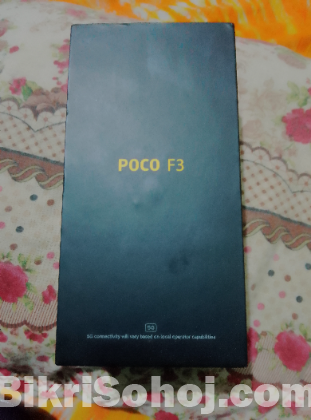 POCO F3
5G
5G connectivity will vary based on local operator capabilities
BikriSohoj.com